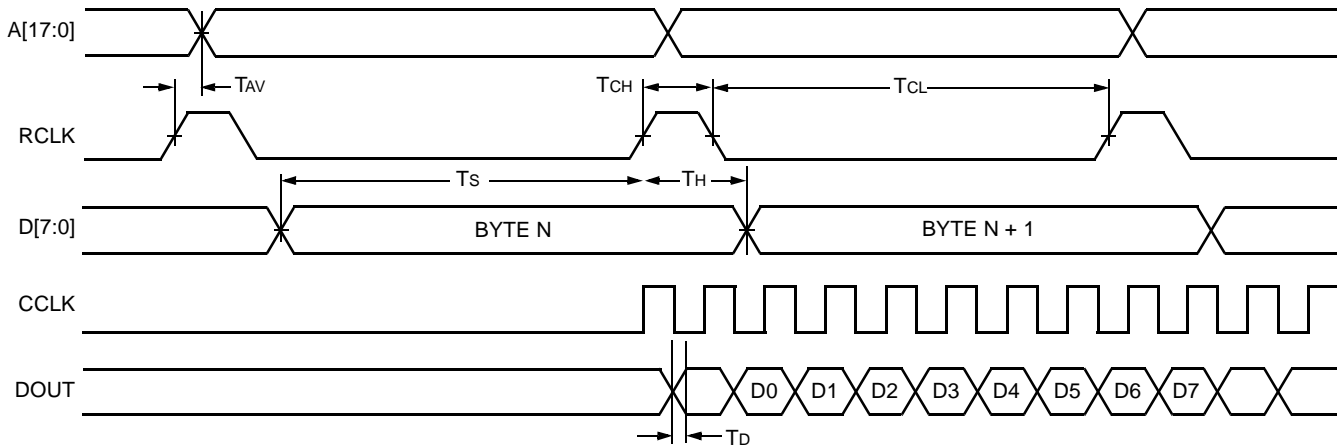 A[17:0]
TAV
TCH
TCL
RCLK
TS
TH
D[7:0]
BYTE N
BYTE N + 1
CCLK
DOUT
D0 D1 D2 D3 D4 D5 D6 D7
TD